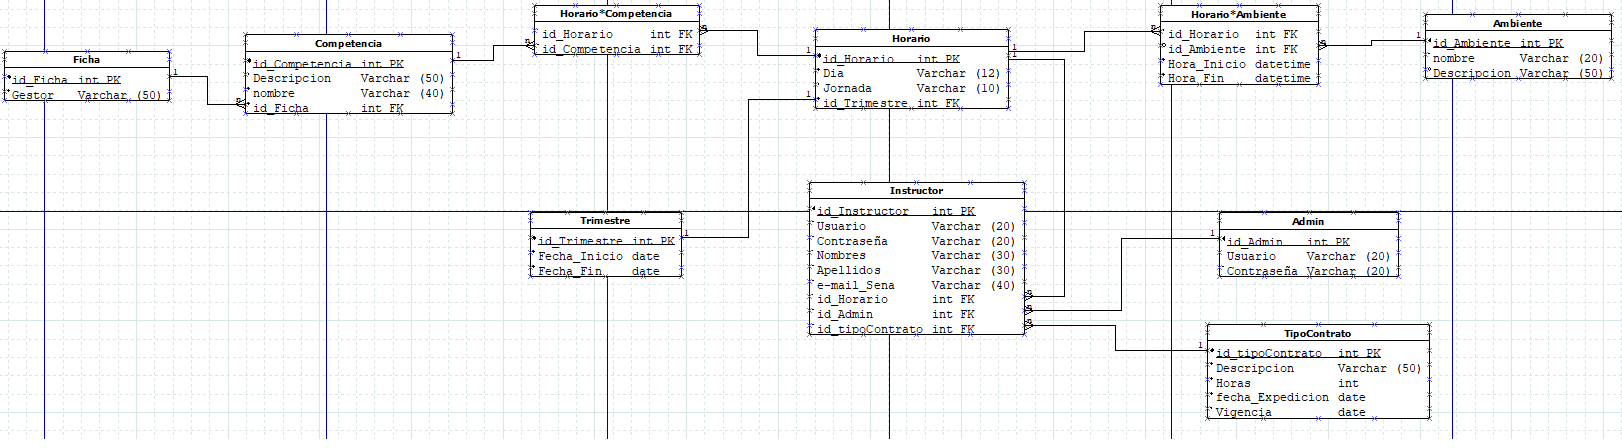 Ficha
id_Ficha int PK
Gestor Varchar (50)
1
n
Competencia
id_Competencia int PK
Descripcion Varchar (50)
nombre Varchar (40)
id_Ficha int FK
1
n
Horario*Competencia
id_Horario int FK
id_Competencia int FK
n
1
Horario
id_Horario int PK
Dia Varchar (12)
Jornada Varchar (10)
id_Trimestre int FK
1
1
1
n
Horario*Ambiente
id_Horario int FK
id_Ambiente int FK
Hora_Inicio datetime
Hora_Fin datetime
n
1
Ambiente
id_Ambiente int PK
nombre Varchar (20)
Descripcion Varchar (50)
Trimestre
id_Trimestre int PK
Fecha_Inicio date
Fecha_Fin date
1
Instructor
id_Instructor int PK
Usuario Varchar (20)
Contraseña Varchar (20)
Nombres Varchar (30)
Apellidos Varchar (30)
e-mail_Sena Varchar (40)
id_Horario int FK
id_Admin int FK
id_tipoContrato int FK
n
n
n
1
Admin
id_Admin int PK
Usuario Varchar (20)
Contraseña Varchar (20)
1
TipoContrato
id_tipoContrato int PK
Descripcion Varchar (50)
Horas int
fecha_Expedicion date
Vigencia date